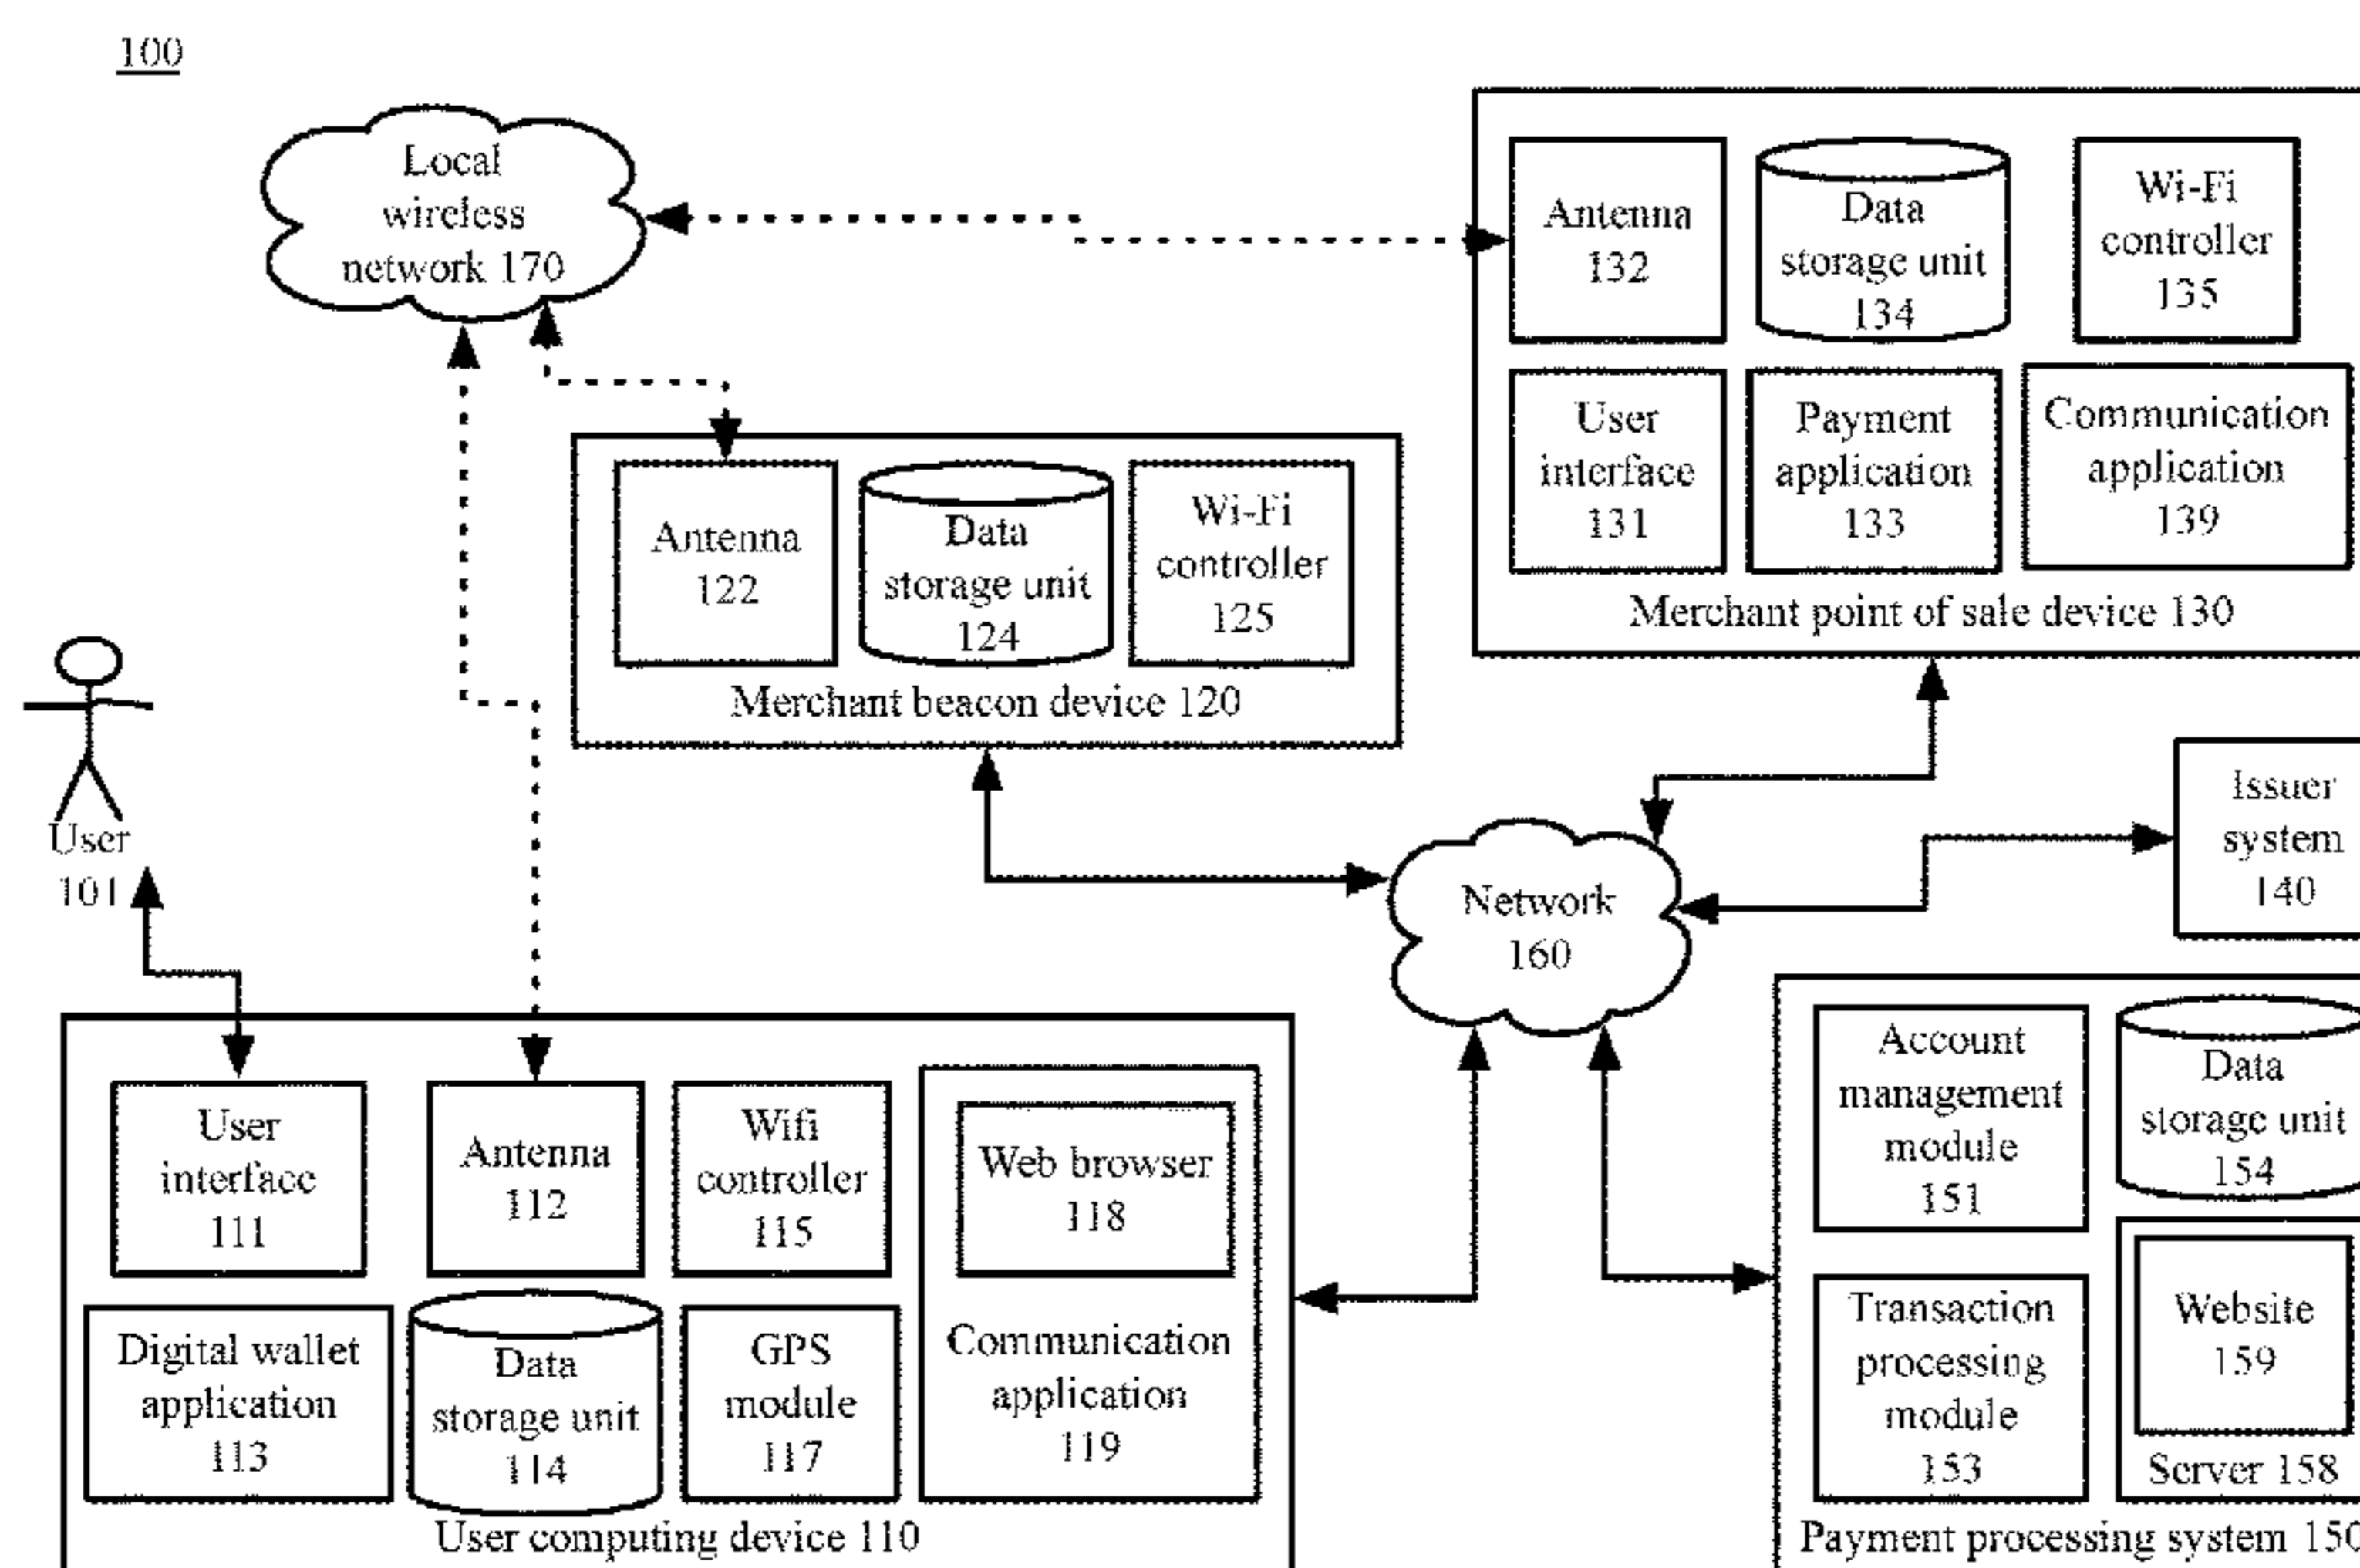 100
Local
wireless
network 170
Antenna
132
Data
storage unit
134
Wi-Fi
controller
135
User
interface
131
Payment
application
133
Communication
application
139
Merchant point of sale device 130
Antenna
122
Data
storage unit
124
Wi-Fi
controller
125
Merchant beacon device 120
User
101
Issuer
system
140
Network
160
User
interface
111
Antenna
112
Wifi
controller
115
Web browser
118
Digital wallet
application
113
Data
storage unit
114
GPS
module
117
Communication
application
119
User computing device 110
Account
management
module
151
Data
storage unit
154
Transaction
processing
module
153
Website
159
Server 158
Payment processing system 150